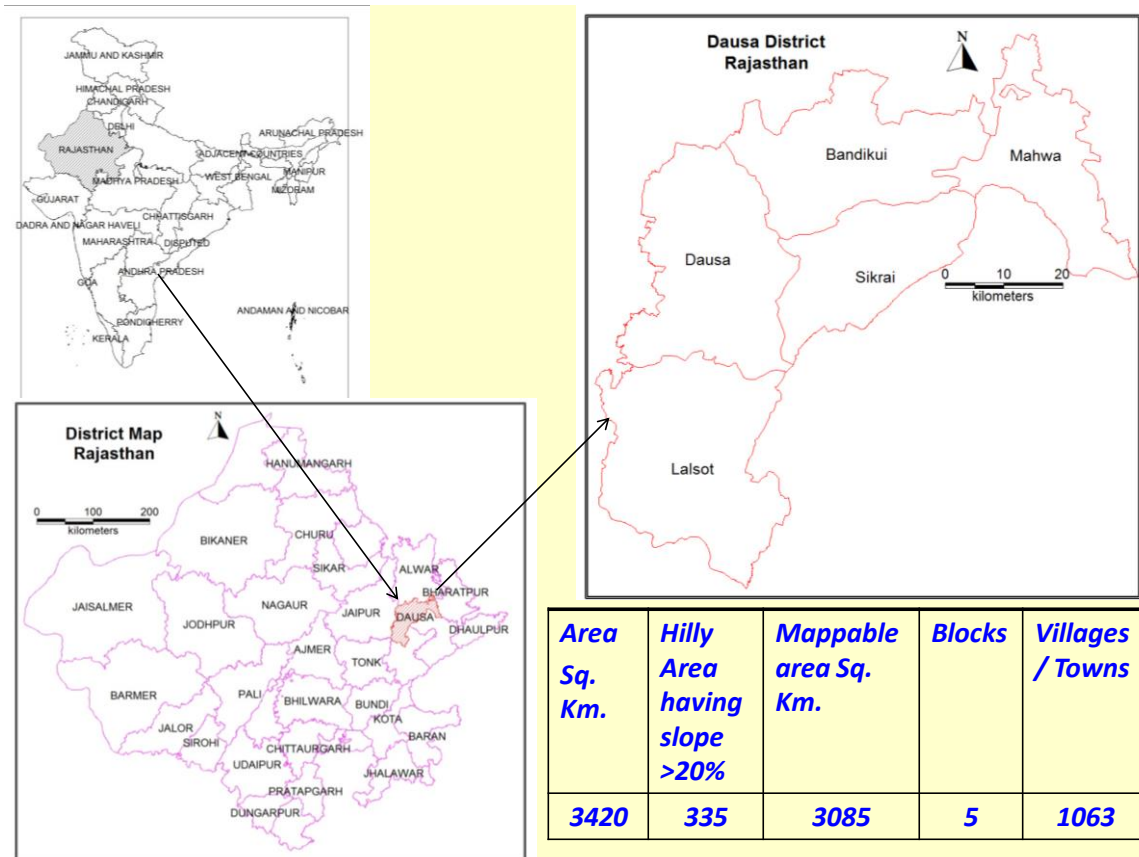 JAMMU AND KASHMIR
HIMACHAL PRADESH
CHANDIGARH
DELHI
RAJASTHAN
ARUNACHAL PRADESH
ADJACENT COUNTRIES
MADHYA PRADESH
WEST BENGAL
MANIPUR
MIZORAM
GUJARAT
CHHATTISGARH
DADRA AND NAGAR HAVELI
MAHARASHTRA
DISPUTED
ANDHRA PRADESH
GOA
ANDAMAN AND NICOBAR
PONDICHERRY
KERALA
Dausa District
Rajasthan
N
Bandikui
Mahwa
Dausa
Sikrai
0 10 20
kilometers
Lalsot
District Map
Rajasthan
N
0 100 200
kilometers
HANUMANGARH
BIKANER
CHURU
SIKAR
ALWAR
JAISALMER
NAGAUR
JAIPUR
BHARATPUR
JODHPUR
DAUSA
DHAULPUR
AJMER
TONK
BARMER
PALI
BHILWARA
BUNDI
KOTA
JALOR
SIROHI
BARAN
CHITTAURGARH
UDAIPUR
JHALAWAR
PRATAPGARH
DUNGARPUR
Area
Sq.
Km.
Hilly
Area
having
slope
>20%
Mappable
area Sq.
Km.
Blocks
Villages
/ Towns
3420 335 3085 5 1063